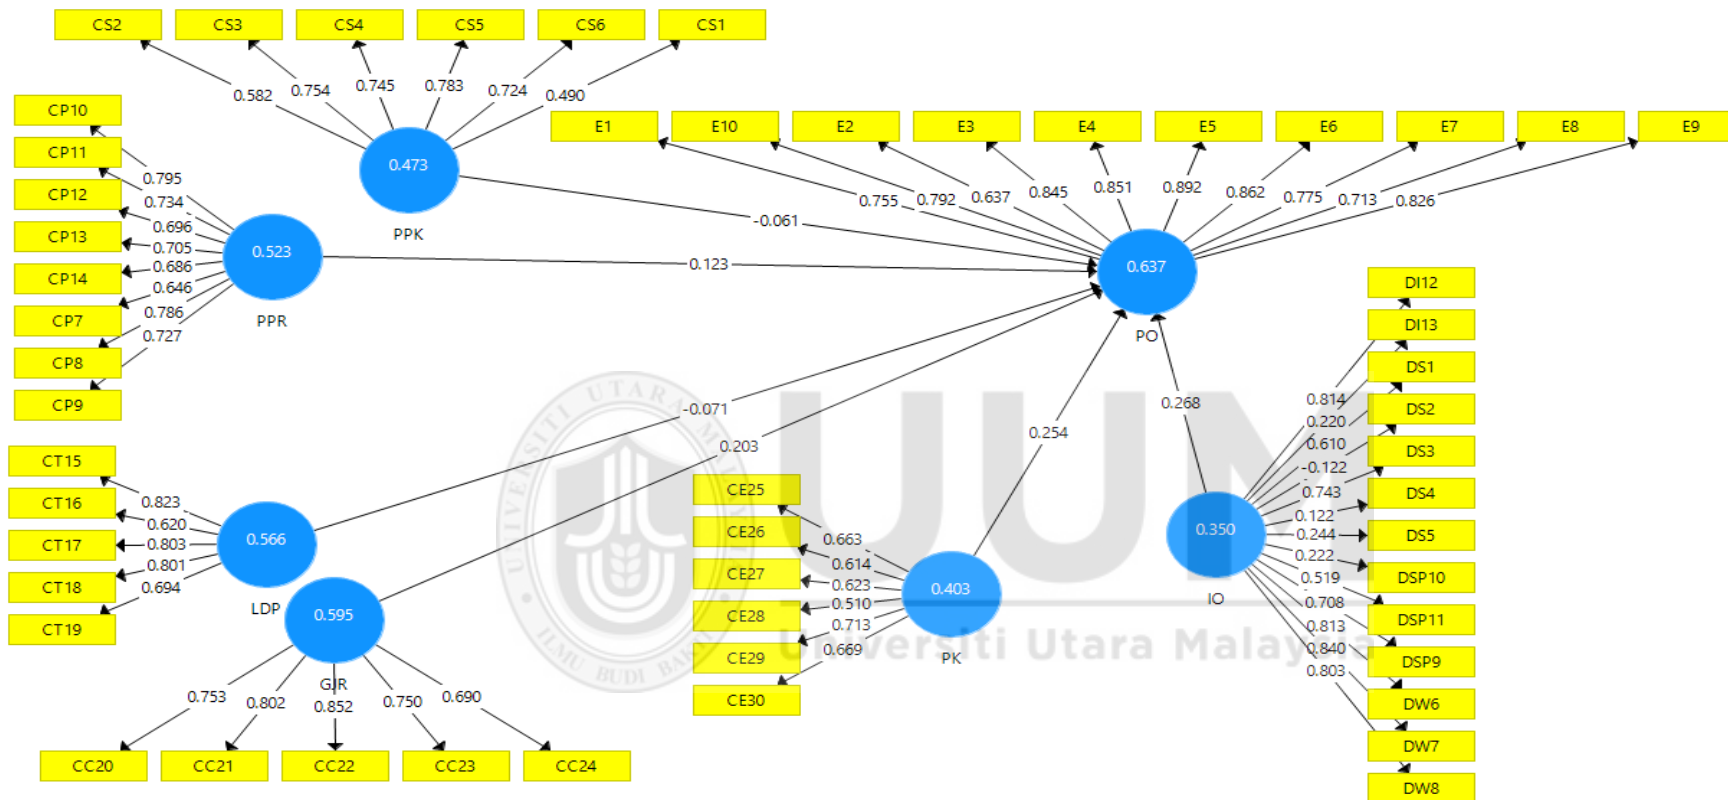 CS2 CS3 CS4 CS5 CS6 CS1
0.582 0.754 0.745 0.783 0.724 0.490
0.473
PPK
CP10
CP11
CP12
CP13
CP14
CP7
CP8
CP9
0.795
0.734
0.696
0.705
0.686
0.646
0.786
0.727
0.523
PPR
E1 E10 E2 E3 E4 E5 E6 E7 E8 E9
0.755 0.792 0.637 0.845 0.851 0.892 0.862 0.775 0.713 0.826
0.637
PO
-0.061
0.123
-0.071
0.203
0.254
0.268
CT15
CT16
CT17
CT18
CT19
0.823
0.620
0.803
0.801
0.694
0.566
LDP
0.595
GJR
0.753 0.802 0.852 0.750 0.690
CC20 CC21 CC22 CC23 CC24
CE25
CE26
CE27
CE28
CE29
CE30
0.663
0.614
0.623
0.510
0.713
0.669
0.403
PK
0.350
IO
0.814
0.220
0.610
-0.122
0.743
0.122
0.244
0.222
0.519
0.708
0.813
0.840
0.803
DI12
DI13
DS1
DS2
DS3
DS4
DS5
DSP10
DSP11
DSP9
DW6
DW7
DW8
UNIVERSITI UTARA MALAYSIA
ILMU BUDI BAKTI
UUM
Universiti Utara Malaysia